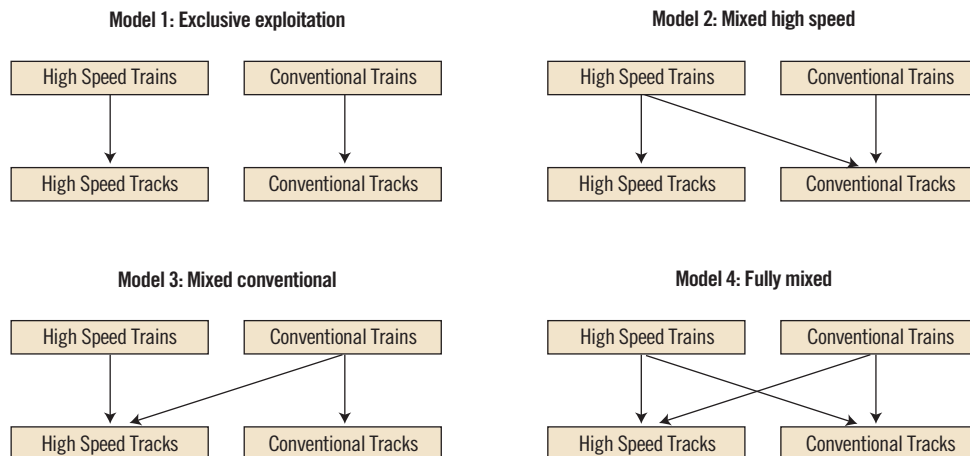 Model 1: Exclusive exploitation
High Speed Trains
Conventional Trains
High Speed Tracks
Conventional Tracks
Model 2: Mixed high speed
High Speed Trains
Conventional Trains
High Speed Tracks
Conventional Tracks
Model 3: Mixed conventional
High Speed Trains
Conventional Trains
High Speed Tracks
Conventional Tracks
Model 4: Fully mixed
High Speed Trains
Conventional Trains
High Speed Tracks
Conventional Tracks